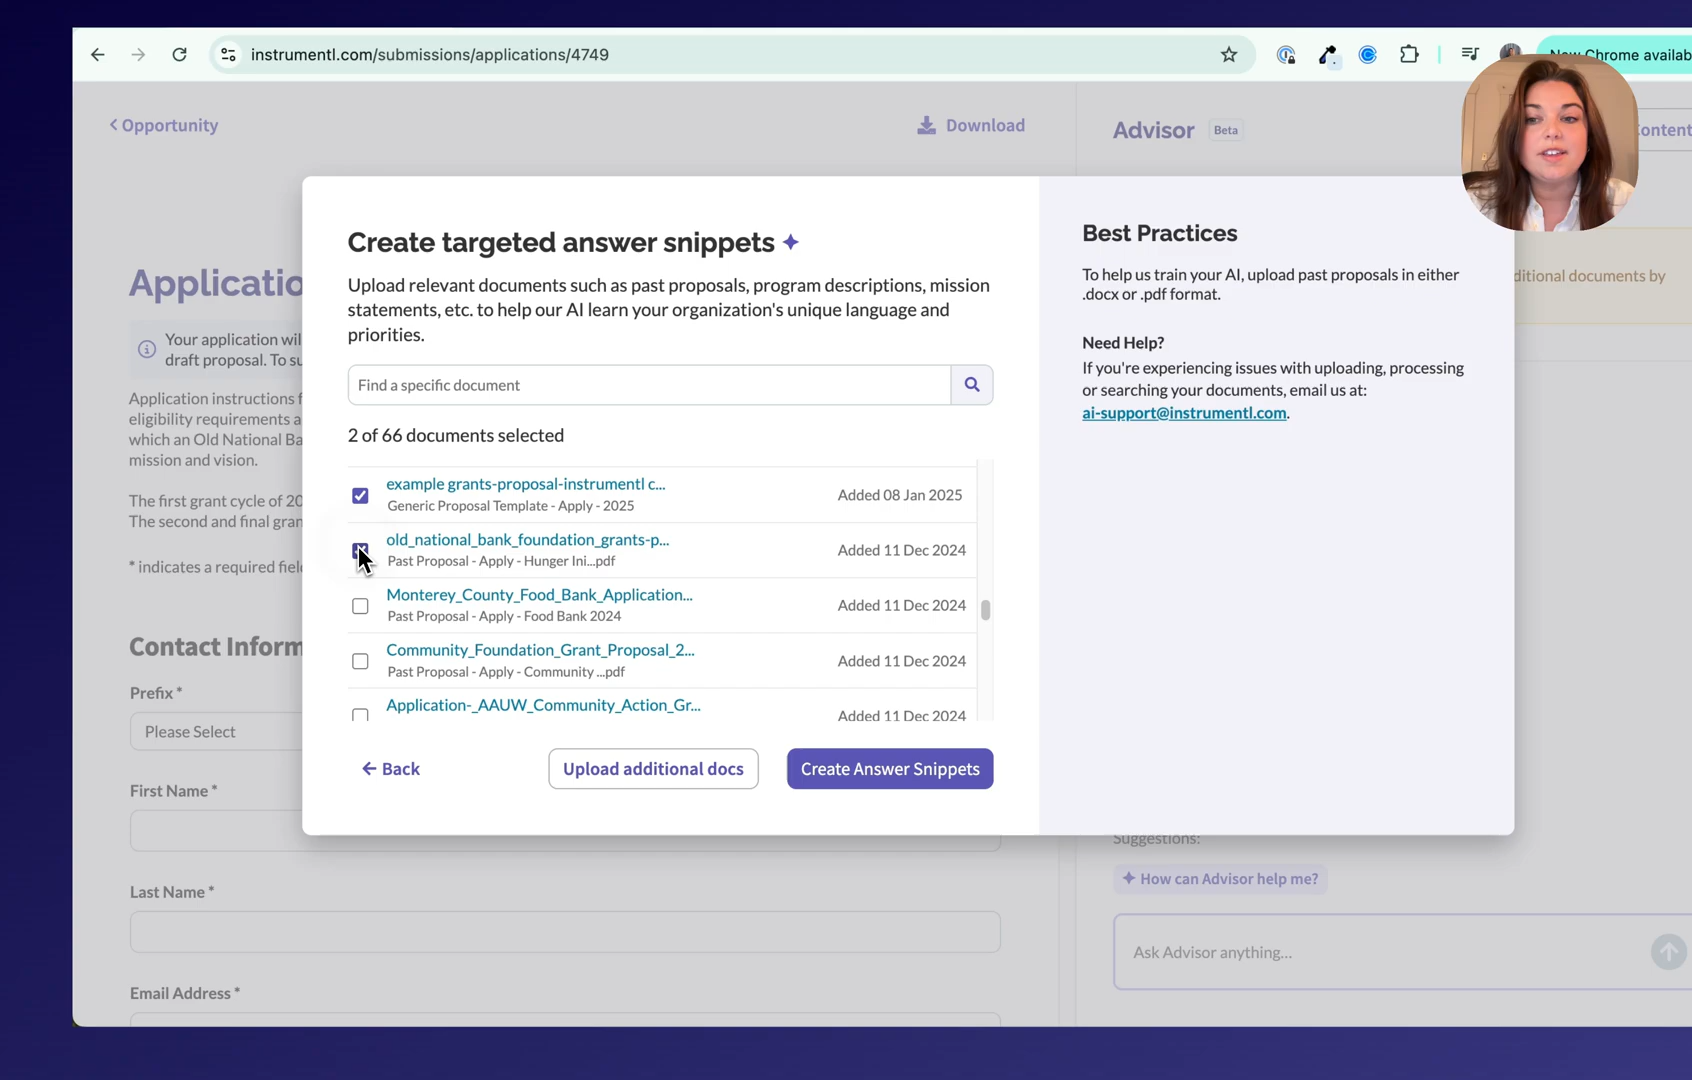 instrumentl.com/submissions/applications/4749
Chrome availab
Opportunity
Download
Advisor
Beta
Content
Applicatio
Your application wil
draft proposal. To su
Application instructions f
eligibility requirements a
which an Old National Ba
mission and vision.
The first grant cycle of 20
The second and final gran
* indicates a required fiel
Contact Inform
Prefix *
Please Select
First Name *
Last Name *
Email Address *
Create targeted answer snippets
Upload relevant documents such as past proposals, program descriptions, mission
statements, etc. to help our AI learn your organization's unique language and
priorities.
Find a specific document
2 of 66 documents selected
example grants-proposal-instrumentl c...
Generic Proposal Template - Apply - 2025
Added 08 Jan 2025
old_national_bank_foundation_grants-p...
Past Proposal - Apply - Hunger Ini...pdf
Added 11 Dec 2024
Monterey_County_Food_Bank_Application...
Past Proposal - Apply - Food Bank 2024
Added 11 Dec 2024
Community_Foundation_Grant_Proposal_2...
Past Proposal - Apply - Community ...pdf
Added 11 Dec 2024
Application-_AAUW_Community_Action_Gr...
Added 11 Dec 2024
Back
Upload additional docs
Create Answer Snippets
Best Practices
To help us train your AI, upload past proposals in either
.docx or .pdf format.
Need Help?
If you're experiencing issues with uploading, processing
or searching your documents, email us at:
ai-support@instrumentl.com.
ditional documents by
Suggestions:
How can Advisor help me?
Ask Advisor anything...